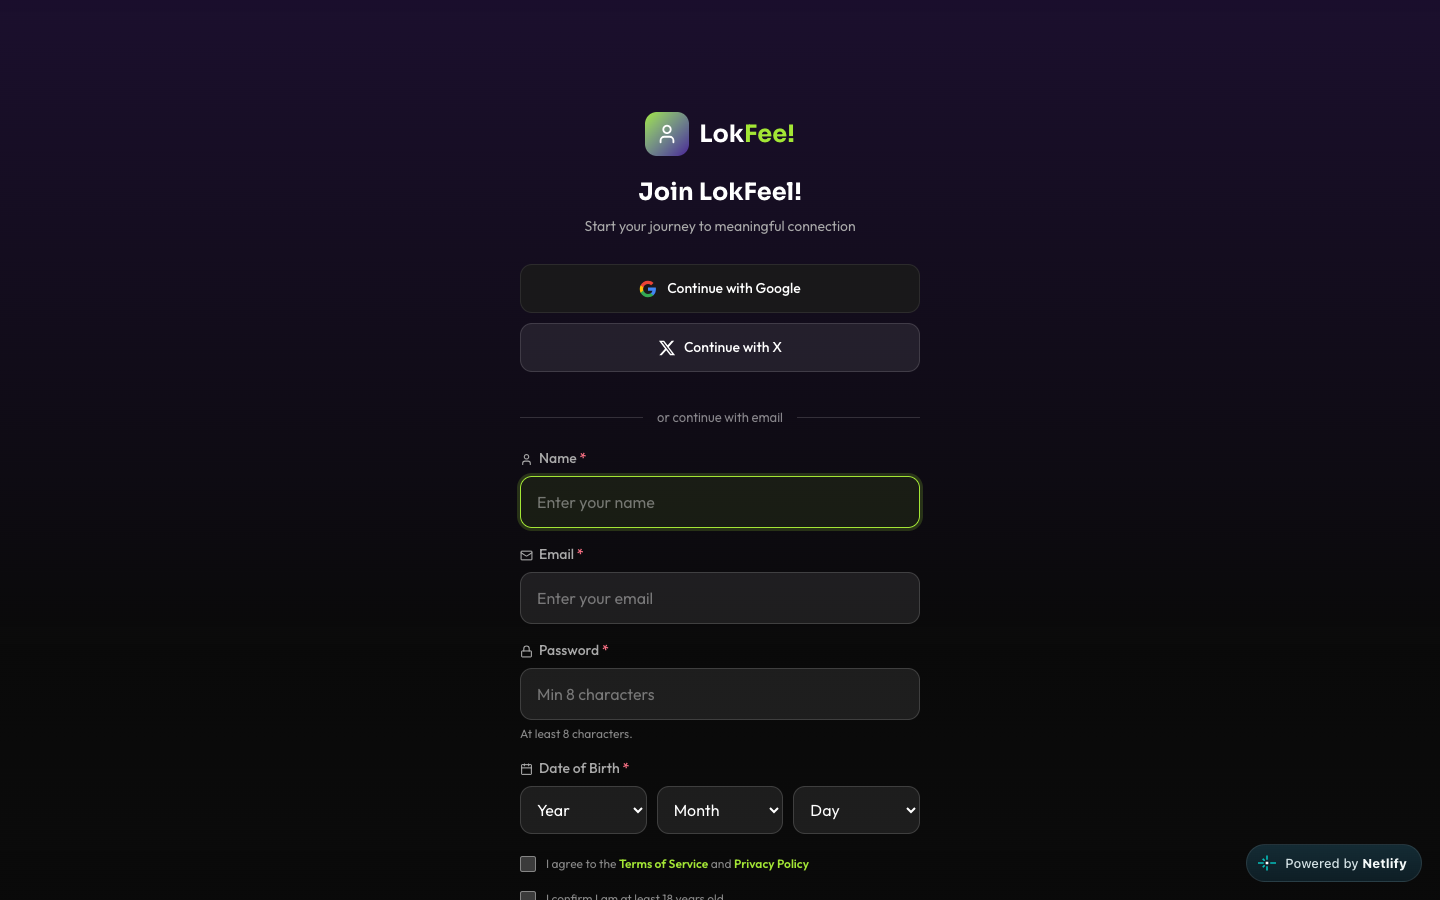 LokFee!
Join LokFeel!
Start your journey to meaningful connection
Continue with Google
Continue with X
or continue with email
Name *
Enter your name
Email *
Enter your email
Password *
Min 8 characters
At least 8 characters.
Date of Birth *
Year Month Day
I agree to the Terms of Service and Privacy Policy
I confirm I am at least 18 years old
Powered by Netlify